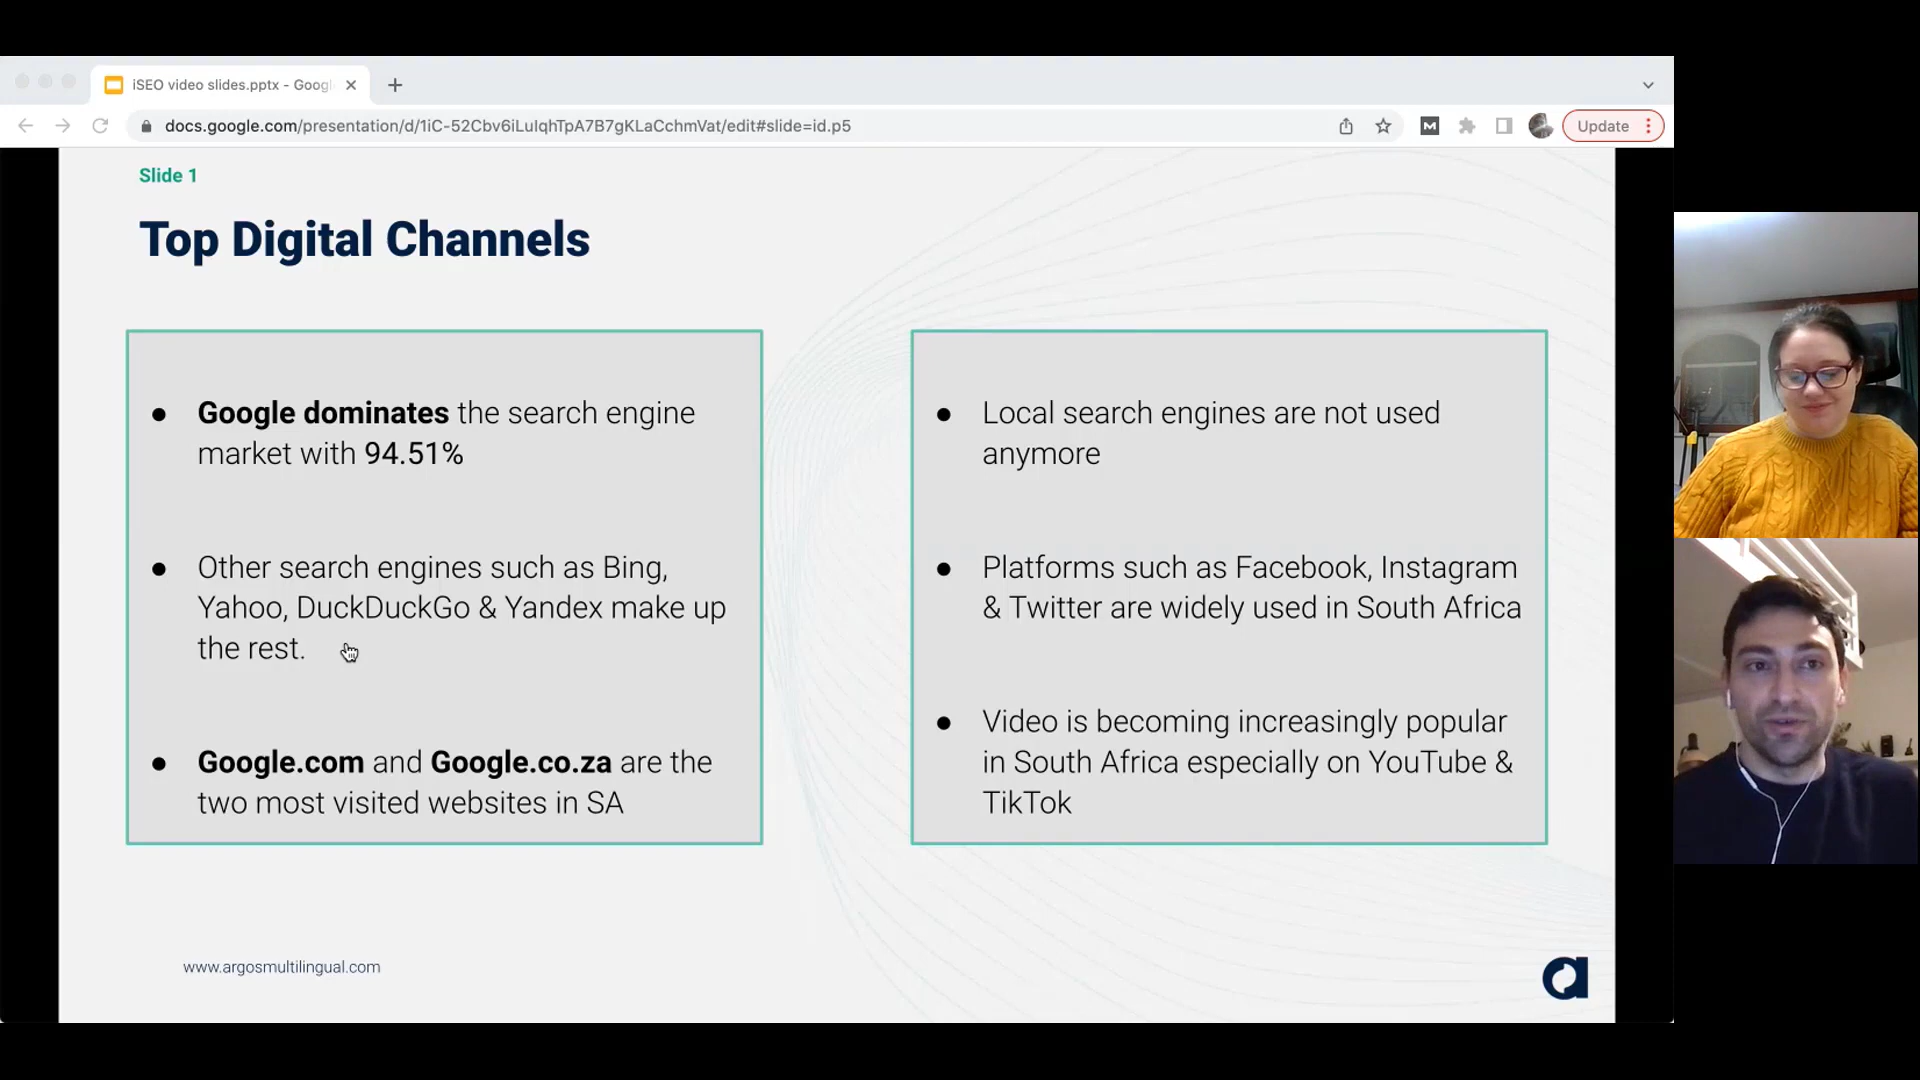 iSEO video slides.pptx - Googl
docs.google.com/presentation/d/1iC-52Cbv6iLuIqhTpA7B7gKLaCchmVat/edit#slide=id.p5
Update
Slide 1
Top Digital Channels
● Google dominates the search engine
market with 94.51%
● Other search engines such as Bing,
Yahoo, DuckDuckGo & Yandex make up
the rest.
● Google.com and Google.co.za are the
two most visited websites in SA
● Local search engines are not used
anymore
● Platforms such as Facebook, Instagram
& Twitter are widely used in South Africa
● Video is becoming increasingly popular
in South Africa especially on YouTube &
TikTok
www.argosmultilingual.com